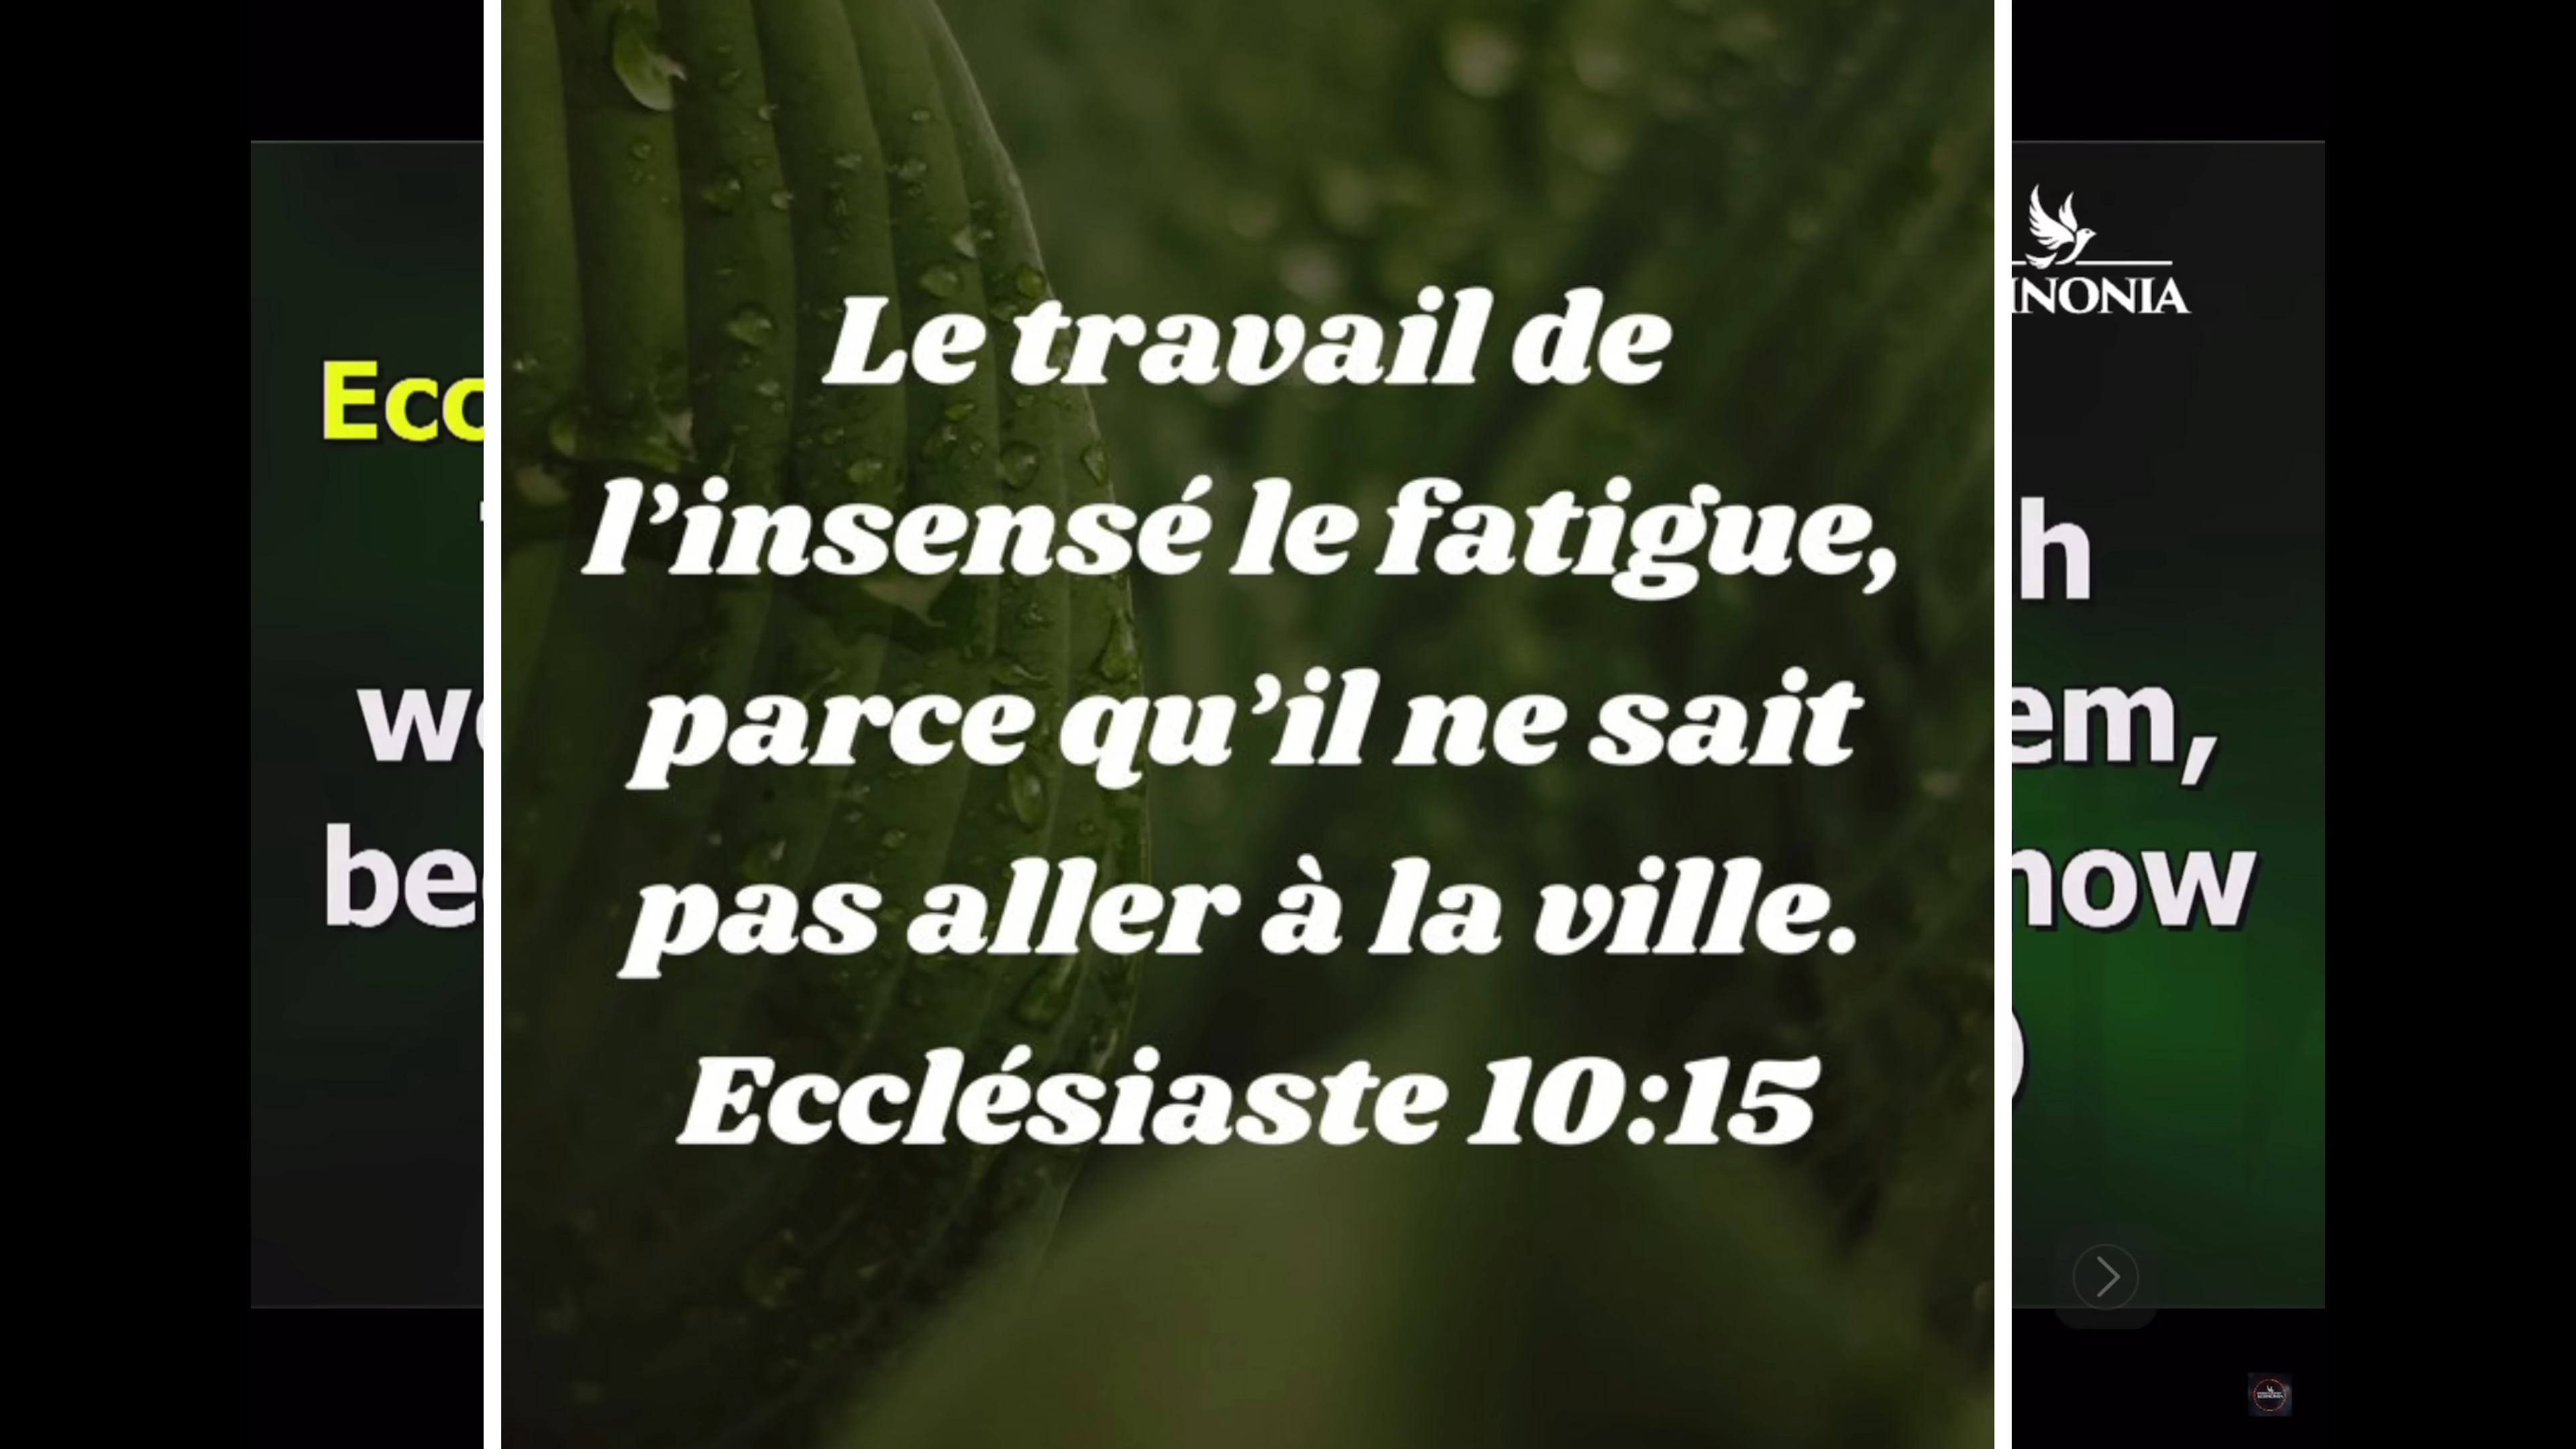 Le travail de
l'insensé le fatigue,
parce qu'il ne sait
pas aller à la ville.
Ecclésiaste 10:15